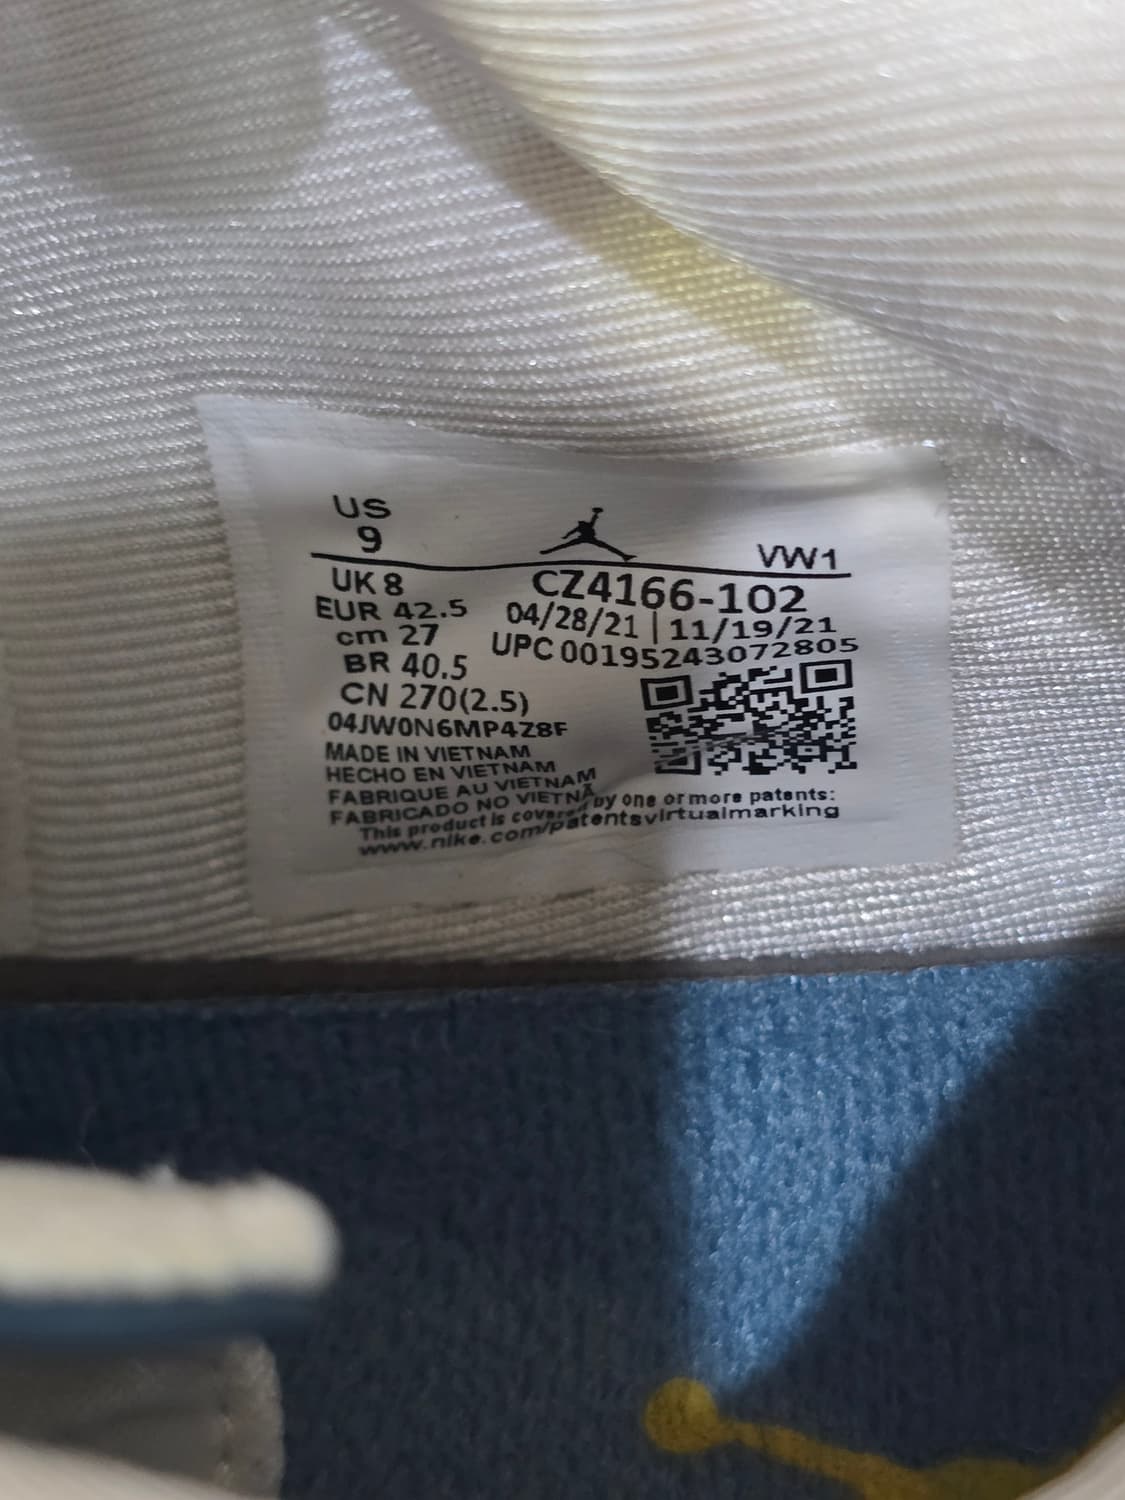 US
9
VW1
UK 8
CZ4166-102
EUR 42.5
04/28/21 | 11/19/21
cm 27
UPC 00195243072805
BR 40.5
CN 270(2.5)
04JW0N6MP4Z8F
MADE IN VIETNAM
HECHO EN VIETNAM
FABRIQUE AU VIETNAM
FABRICADO NO VIETNÃ
This product is covered by one or more patents:
www.nike.com/patentsvirtualmarking